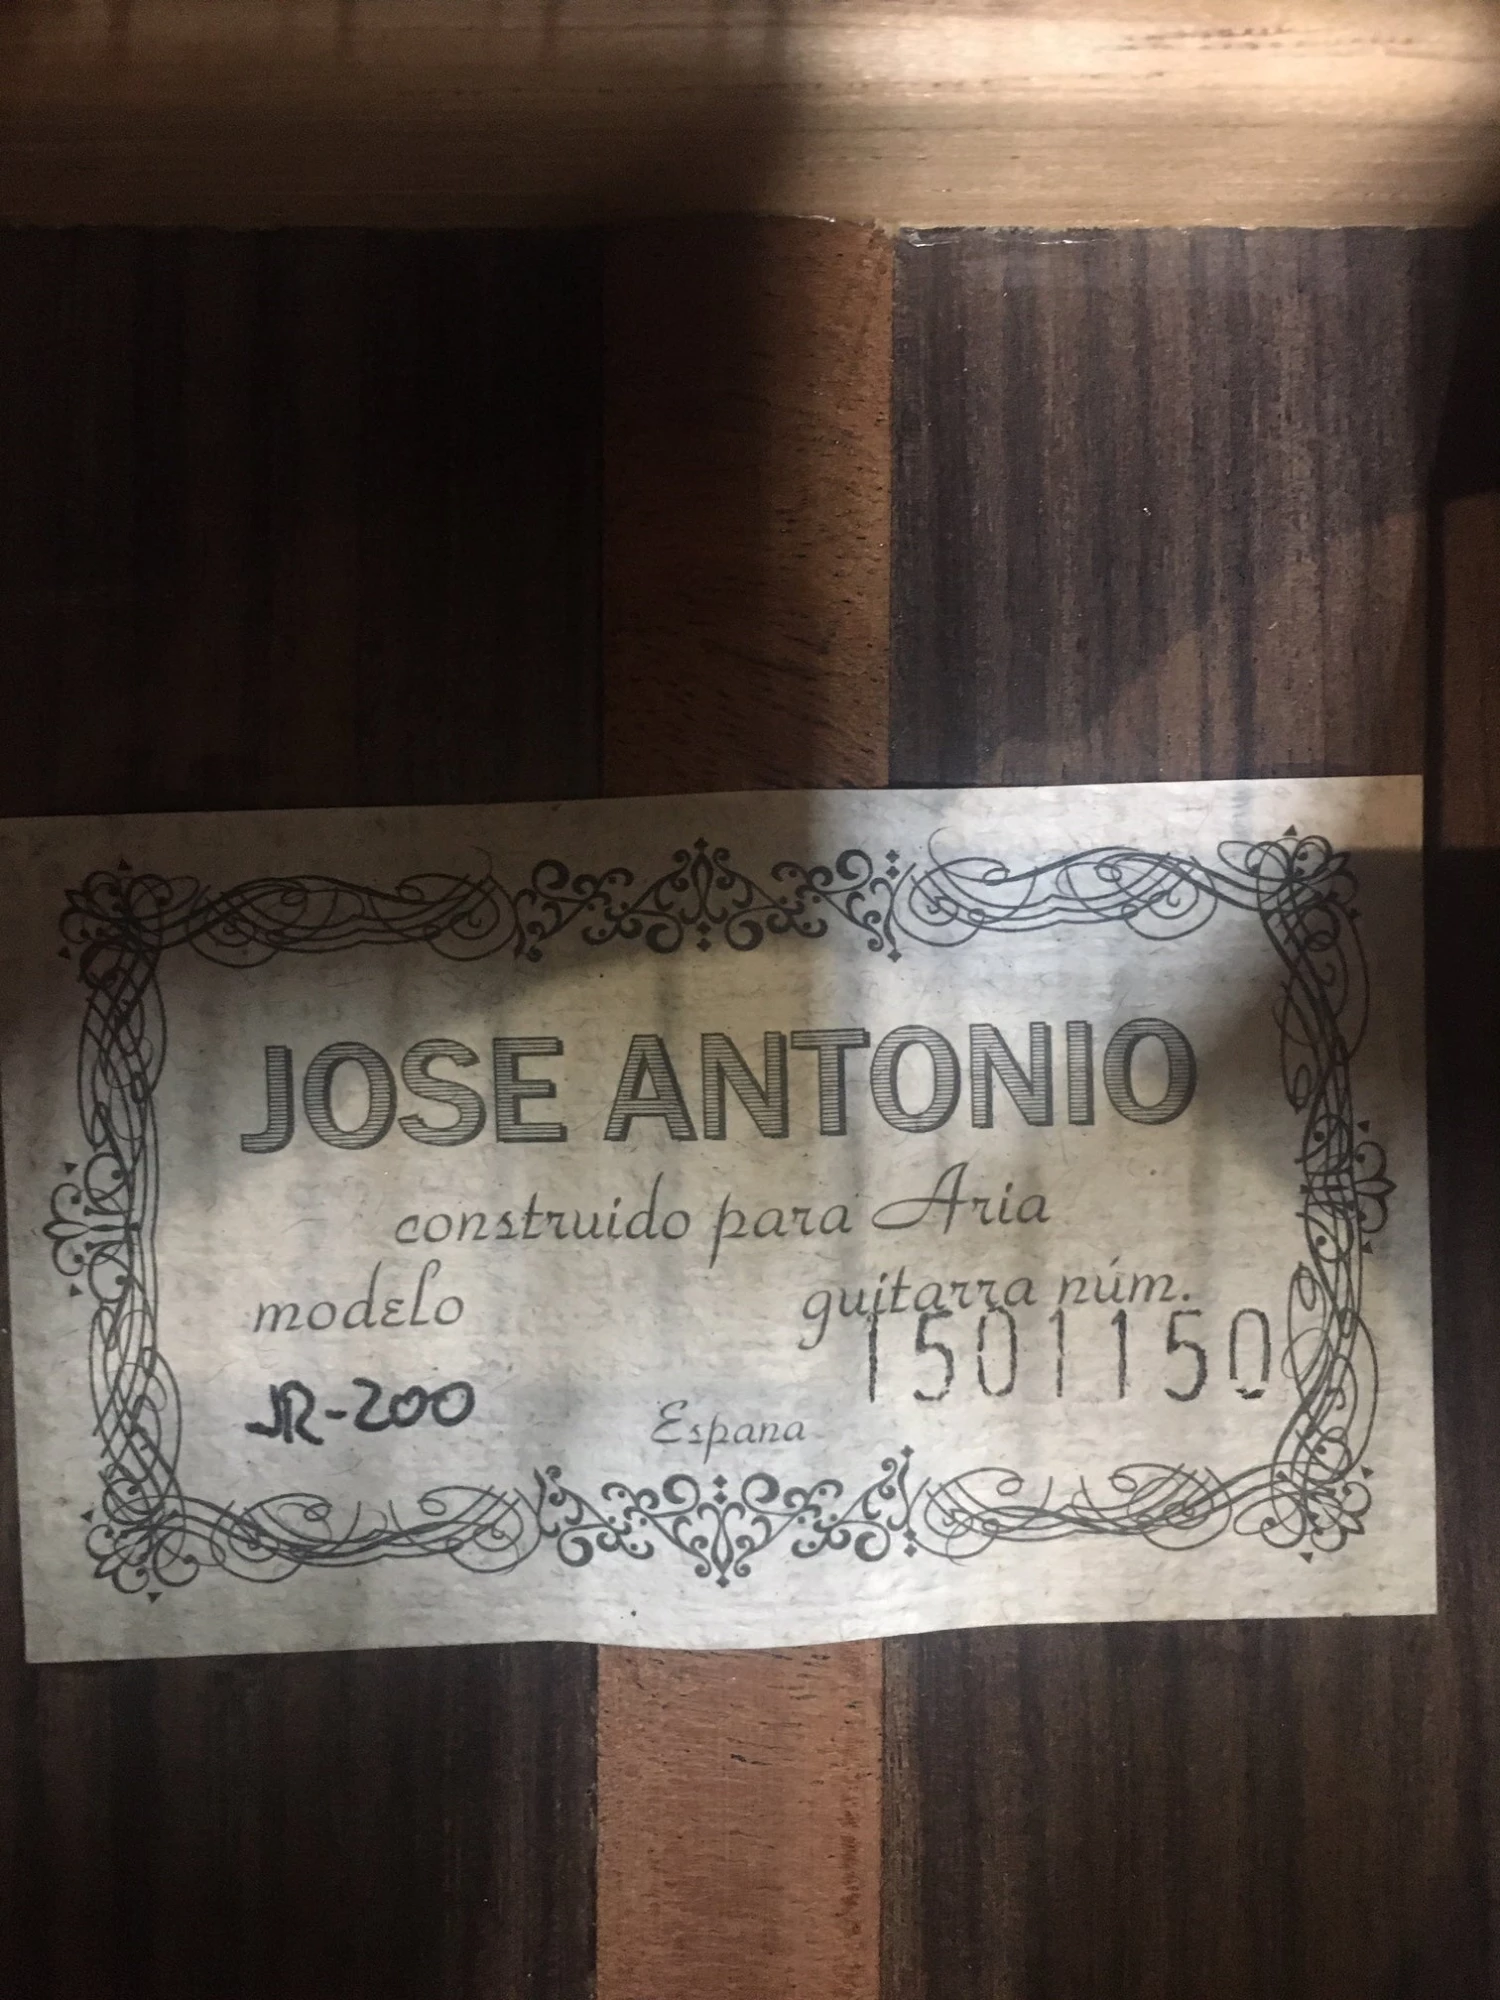 JOSE ANTONIO
construido para Aria
modelo guitarra núm.
JR-200 1501150
Espana